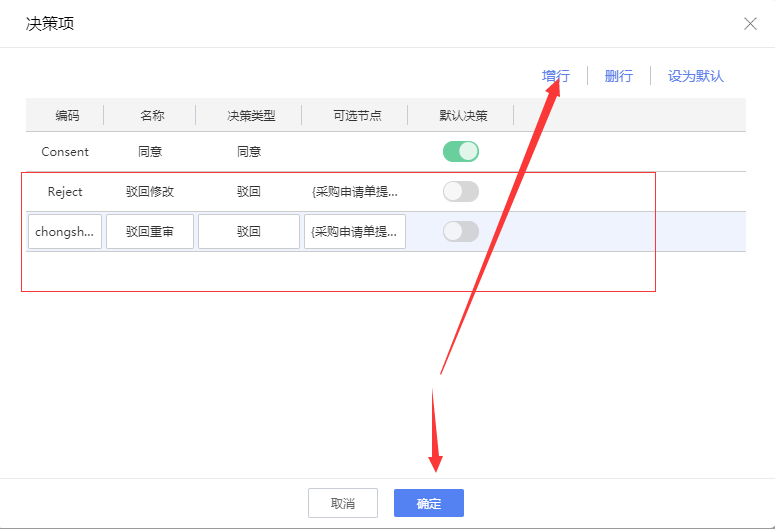 决策项
增行 删行 设为默认
编码 名称 决策类型 可选节点 默认决策
Consent 同意 同意
Reject 驳回修改 驳回 {采购申请单提...
chongsh... 驳回重审 驳回 {采购申请单提...
取消 确定